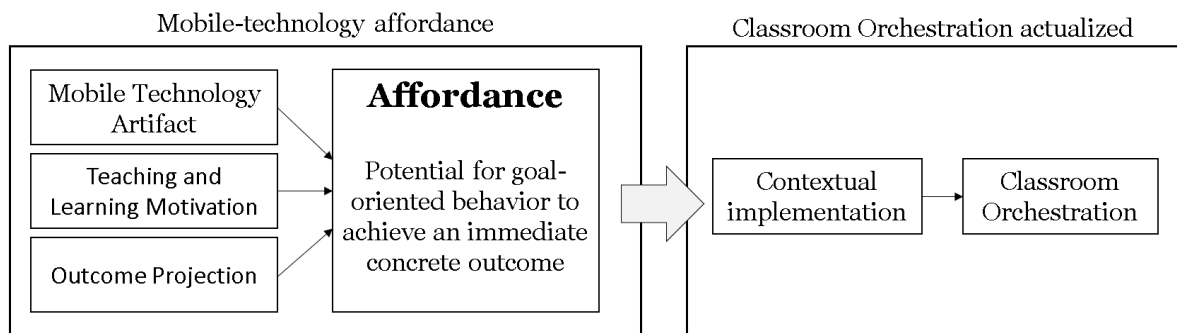 Mobile-technology affordance
Mobile Technology
Artifact
Teaching and
Learning Motivation
Outcome Projection
Affordance
Potential for goal-
oriented behavior to
achieve an immediate
concrete outcome
Classroom Orchestration actualized
Contextual
implementation
Classroom
Orchestration